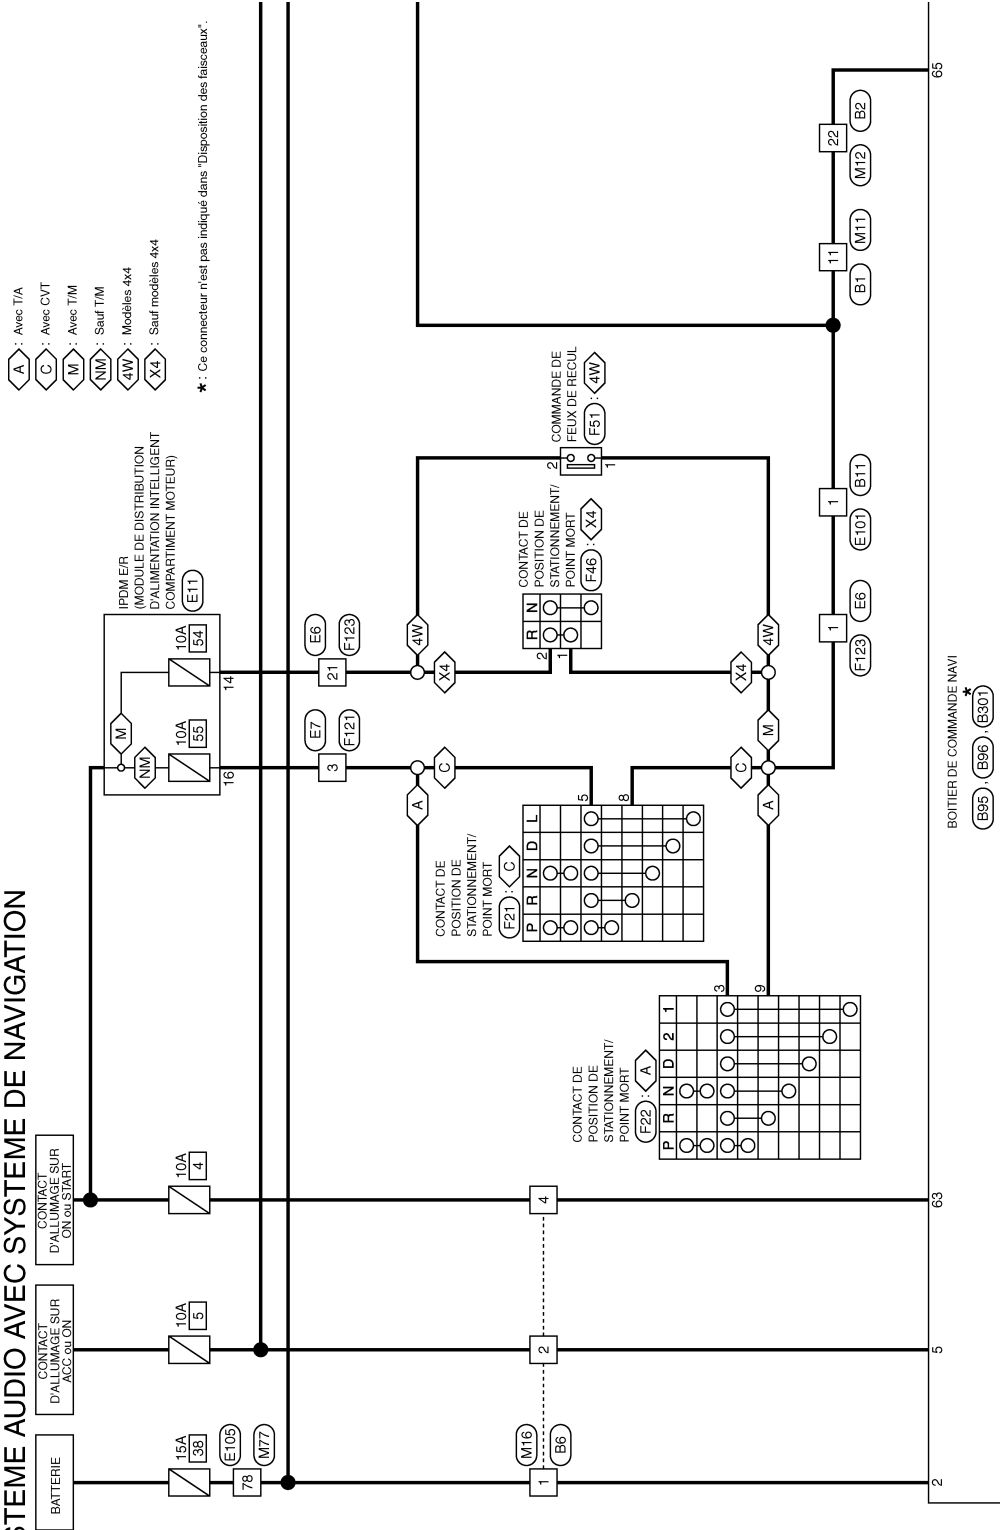 STEME AUDIO AVEC SYSTEME DE NAVIGATION
A : Avec T/A
C : Avec CVT
M : Avec T/M
NM : Sauf T/M
4W : Modèles 4x4
X4 : Sauf modèles 4x4
* : Ce connecteur n'est pas indiqué dans "Disposition des faisceaux".
BATTERIE
CONTACT
D'ALLUMAGE SUR
ACC ou ON
CONTACT
D'ALLUMAGE SUR
ON ou START
15A
38
10A
5
10A
4
E105
M77
78
M
NM
10A
55
10A
54
16
14
IPDM E/R
(MODULE DE DISTRIBUTION
D'ALIMENTATION INTELLIGENT
COMPARTIMENT MOTEUR)
E11
3
E7
F121
21
E6
F123
A
C
X4
4W
CONTACT DE
POSITION DE
STATIONNEMENT/
POINT MORT
F21 : C
P R N D L
5
8
CONTACT DE
POSITION DE
STATIONNEMENT/
POINT MORT
F46 : X4
R N
2
1
COMMANDE DE
FEUX DE RECUL
F51 : 4W
2
1
CONTACT DE
POSITION DE
STATIONNEMENT/
POINT MORT
F22 : A
P R N D 2 1
3
9
M16
B6
1
2
4
A
C
M
X4
4W
1
F123
E6
1
E101
B11
11
B1
M11
22
M12
B2
2
5
63
65
BOITIER DE COMMANDE NAVI
B95 , B96 , B301 *